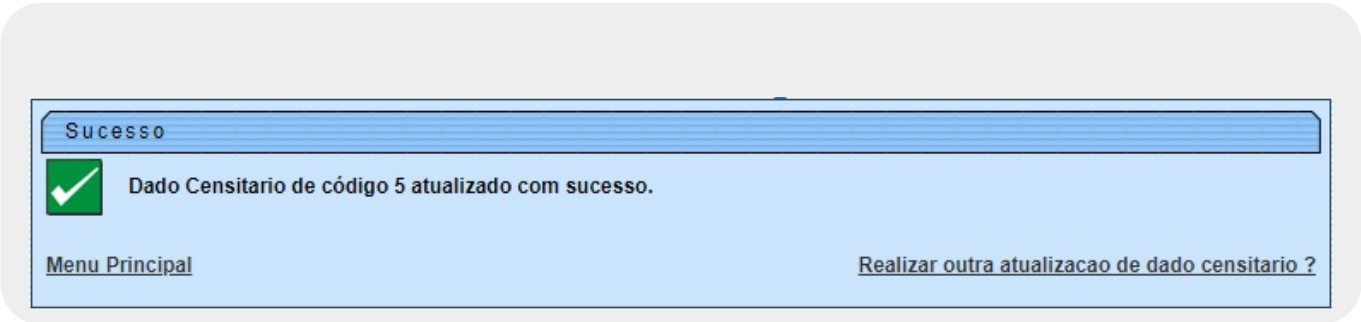 Sucesso
Dado Censitario de código 5 atualizado com sucesso.
Menu Principal
Realizar outra atualizacao de dado censitario ?